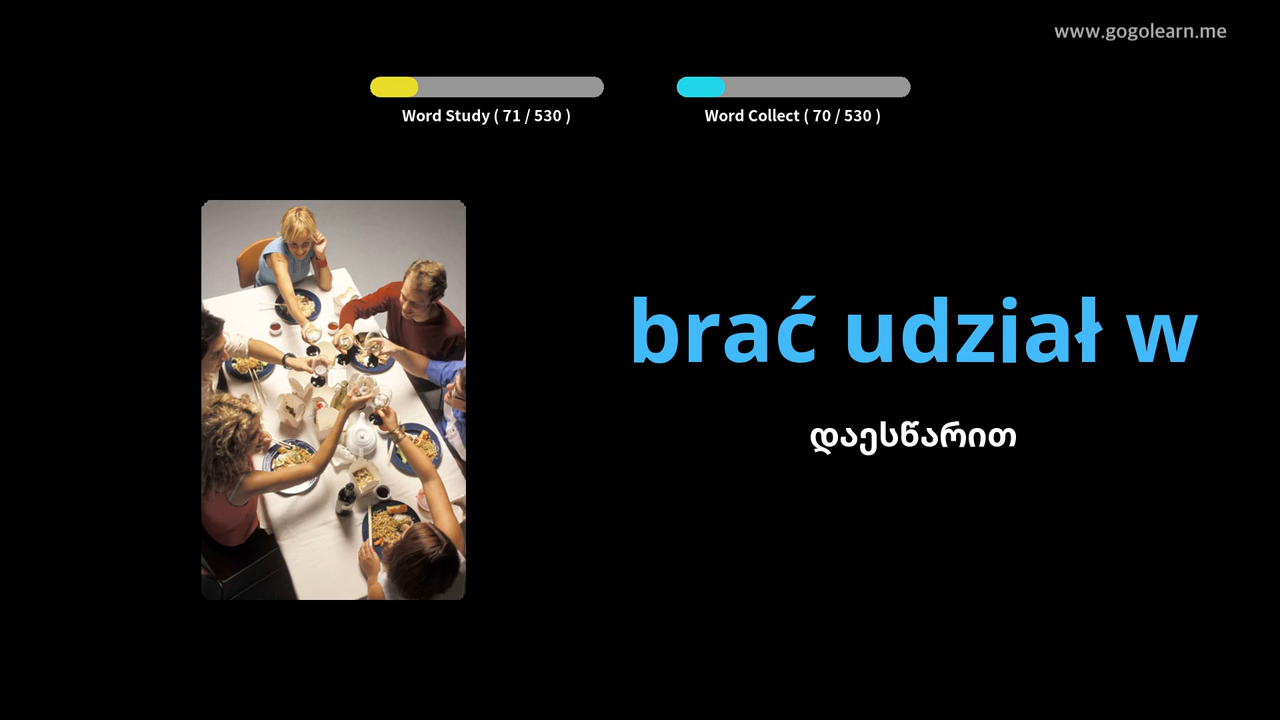 www.gogolearn.me
Word Study ( 71 / 530 )
Word Collect ( 70 / 530 )
brać udział w
დაესწარით